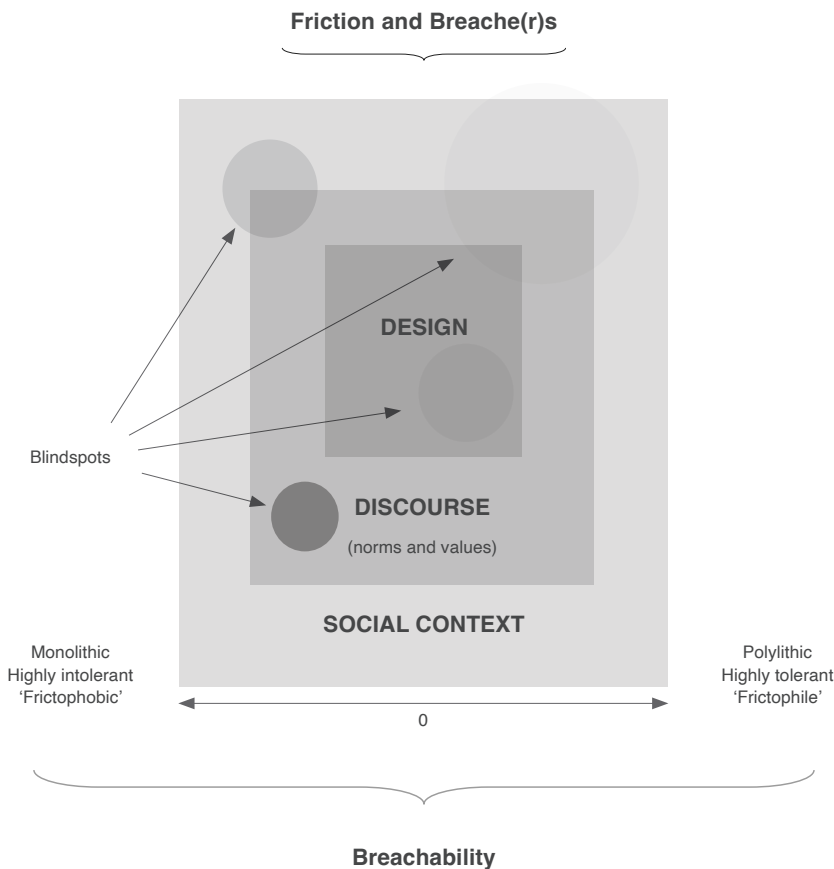 Friction and Breache(r)s
DESIGN
Blindspots
DISCOURSE
(norms and values)
SOCIAL CONTEXT
Monolithic
Highly intolerant
‘Frictophobic’
Polylithic
Highly tolerant
‘Frictophile’
0
Breachability